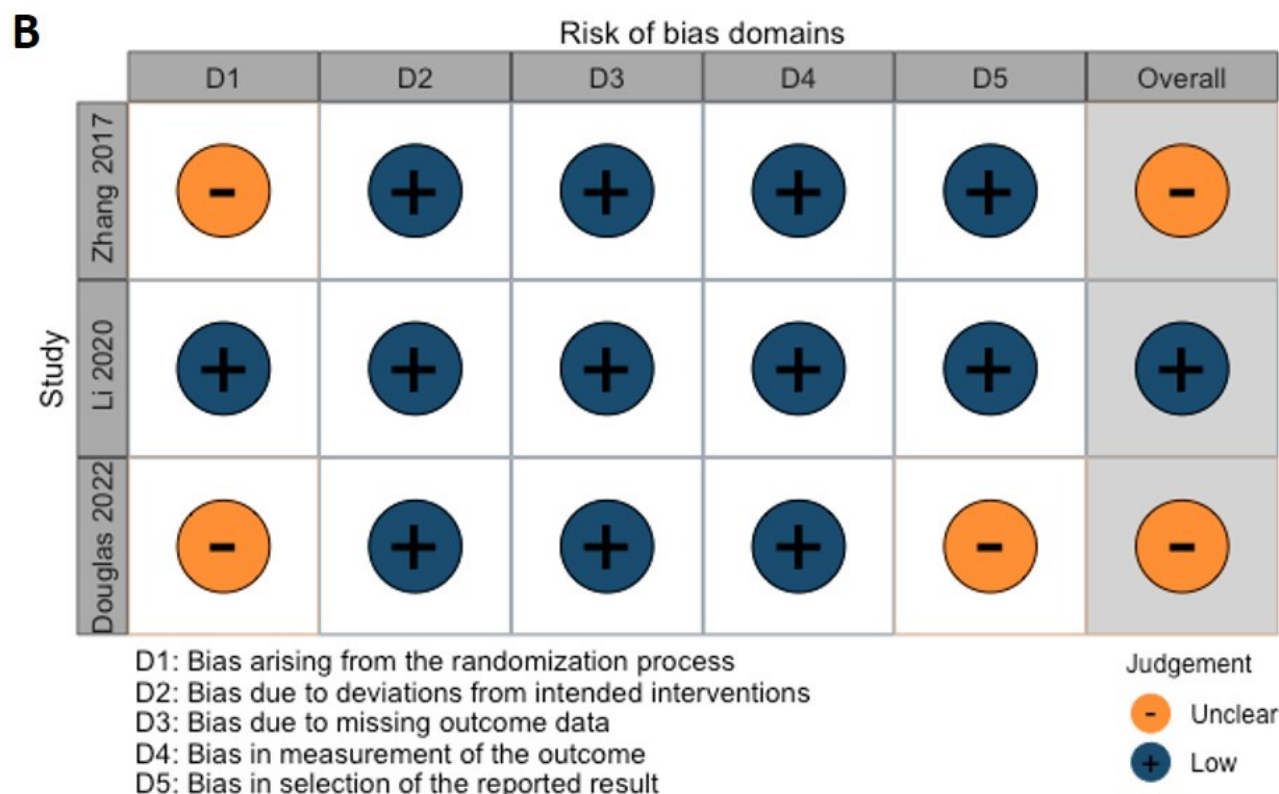 B
Risk of bias domains
D1 D2 D3 D4 D5 Overall
Study
Zhang 2017
- + + + + -
Li 2020
+ + + + + +
Douglas 2022
- + + + - -
D1: Bias arising from the randomization process
D2: Bias due to deviations from intended interventions
D3: Bias due to missing outcome data
D4: Bias in measurement of the outcome
D5: Bias in selection of the reported result
Judgement
- Unclear
+ Low